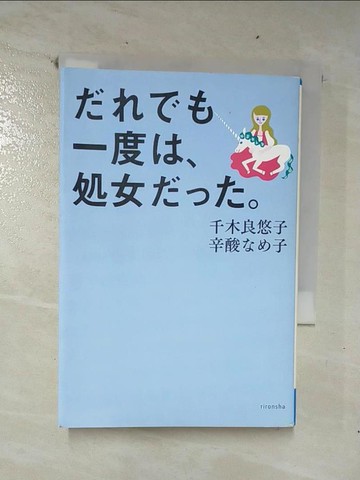 だれでも
一度は、
処女だった。
千木良悠子
辛酸なめ子
rironsha